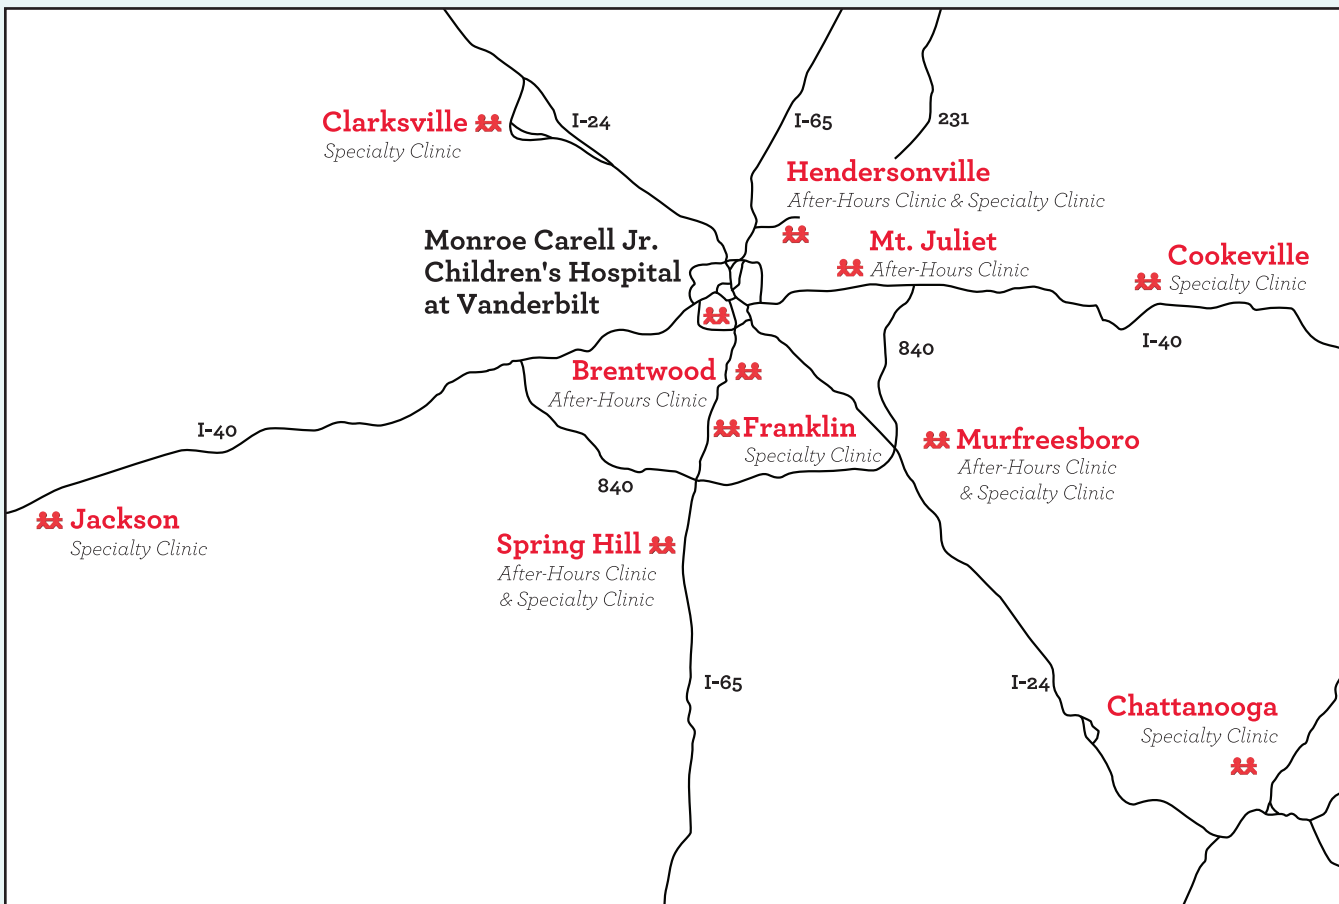 Clarksville
Specialty Clinic
I-24
I-65
231
Hendersonville
After-Hours Clinic & Specialty Clinic
Monroe Carell Jr.
Children's Hospital
at Vanderbilt
Mt. Juliet
After-Hours Clinic
Cookeville
Specialty Clinic
I-40
840
Brentwood
After-Hours Clinic
Franklin
Specialty Clinic
Murfreesboro
After-Hours Clinic
& Specialty Clinic
I-40
840
Jackson
Specialty Clinic
Spring Hill
After-Hours Clinic
& Specialty Clinic
I-65
I-24
Chattanooga
Specialty Clinic